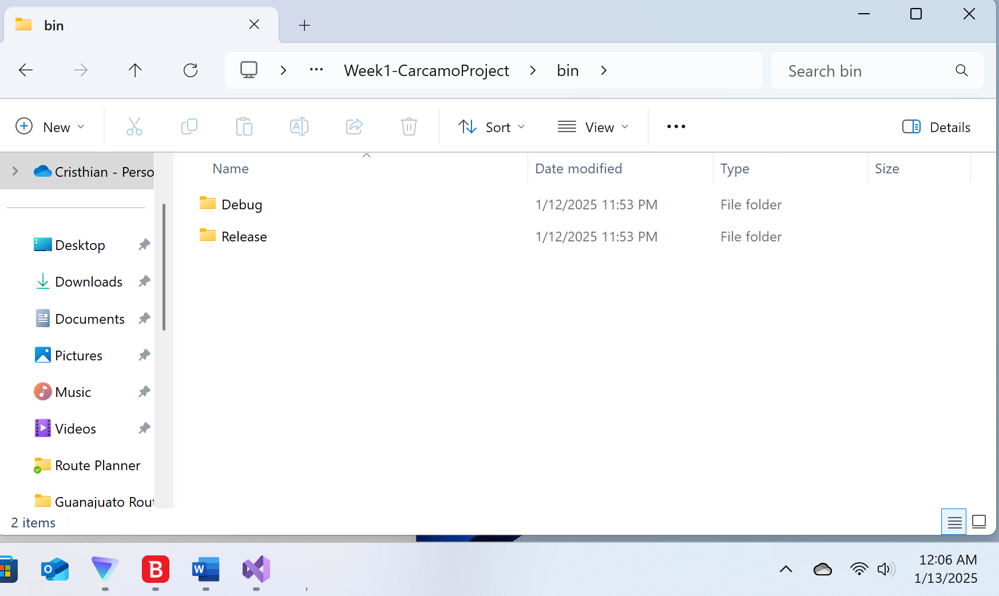 bin
Week1-CarcamoProject
bin
Search bin
New
Sort
View
Details
Cristhian - Perso
Name
Date modified
Type
Size
Debug
1/12/2025 11:53 PM
File folder
Release
1/12/2025 11:53 PM
File folder
Desktop
Downloads
Documents
Pictures
Music
Videos
Route Planner
Guanajuato Rout
2 items
12:06 AM
1/13/2025